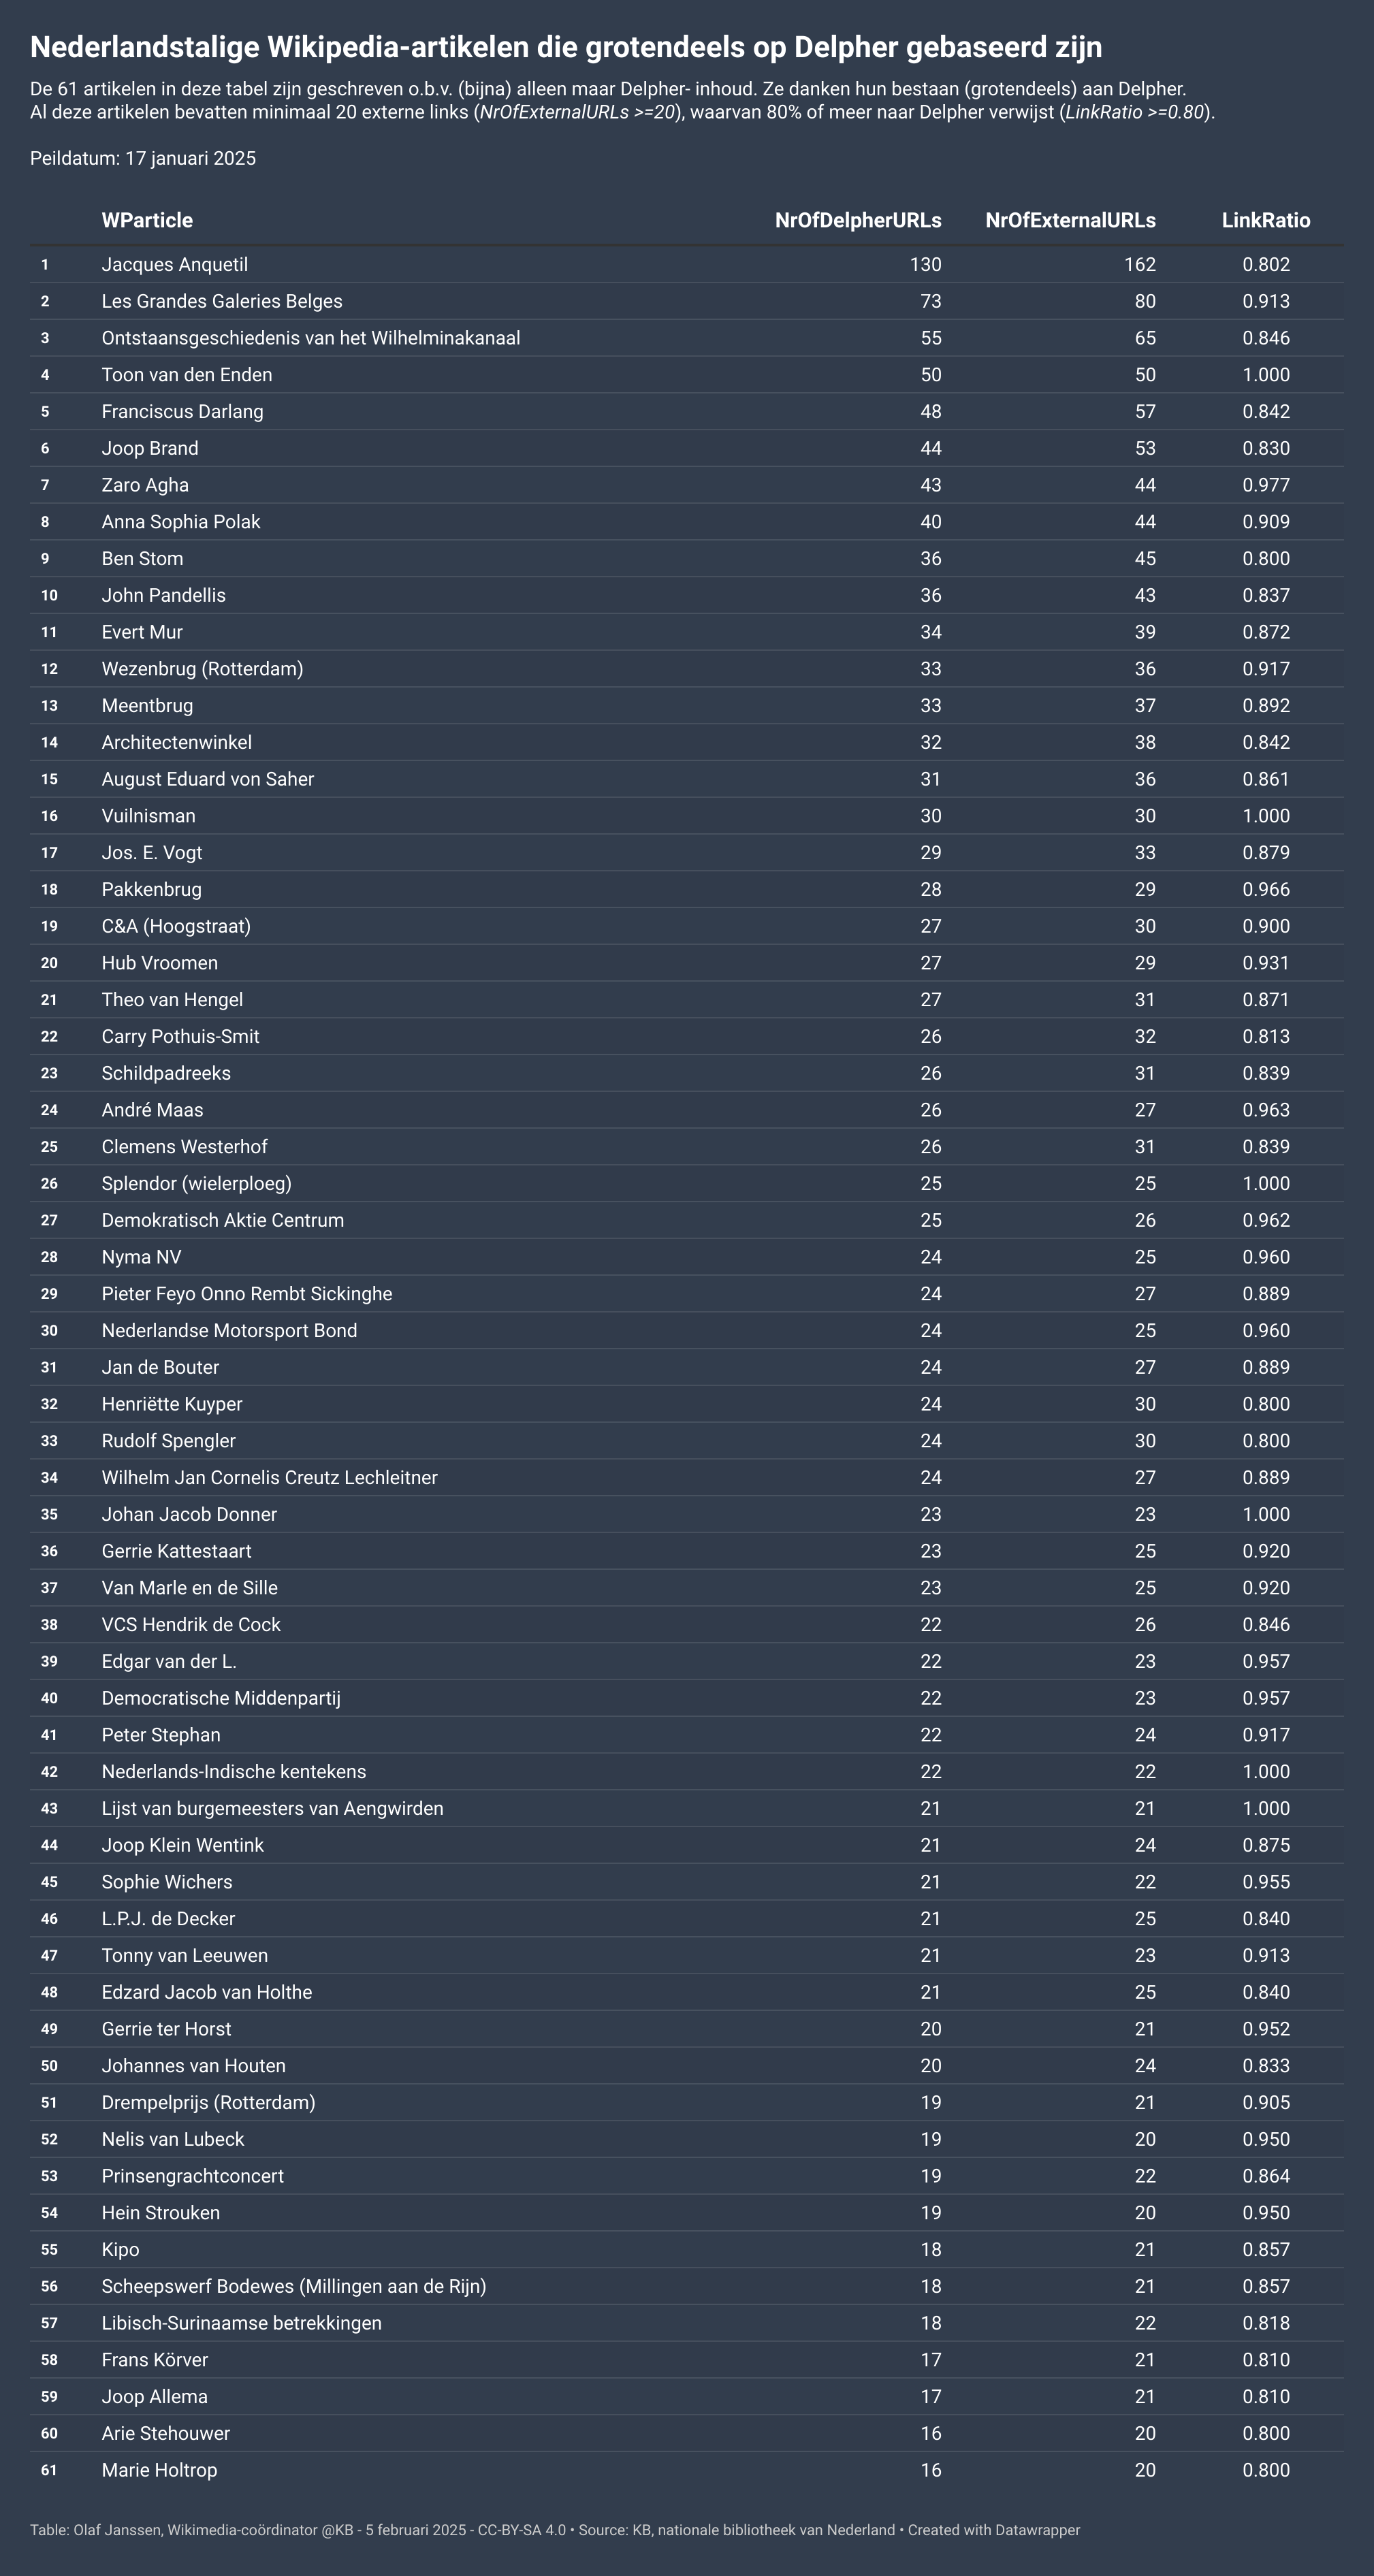 Nederlandstalige Wikipedia-artikelen die grotendeels op Delpher gebaseerd zijn
De 61 artikelen in deze tabel zijn geschreven o.b.v. (bijna) alleen maar Delpher- inhoud. Ze danken hun bestaan (grotendeels) aan Delpher.
Al deze artikelen bevatten minimaal 20 externe links (NrOfExternalURLs >=20), waarvan 80% of meer naar Delpher verwijst (LinkRatio >=0.80).
Peildatum: 17 januari 2025
WParticle NrOfDelpherURLs NrOfExternalURLs LinkRatio
1 Jacques Anquetil 130 162 0.802
2 Les Grandes Galeries Belges 73 80 0.913
3 Ontstaansgeschiedenis van het Wilhelminakanaal 55 65 0.846
4 Toon van den Enden 50 50 1.000
5 Franciscus Darlang 48 57 0.842
6 Joop Brand 44 53 0.830
7 Zaro Agha 43 44 0.977
8 Anna Sophia Polak 40 44 0.909
9 Ben Stom 36 45 0.800
10 John Pandellis 36 43 0.837
11 Evert Mur 34 39 0.872
12 Wezenbrug (Rotterdam) 33 36 0.917
13 Meentbrug 33 37 0.892
14 Architectenwinkel 32 38 0.842
15 August Eduard von Saher 31 36 0.861
16 Vuilnisman 30 30 1.000
17 Jos. E. Vogt 29 33 0.879
18 Pakkenbrug 28 29 0.966
19 C&A (Hoogstraat) 27 30 0.900
20 Hub Vroomen 27 29 0.931
21 Theo van Hengel 27 31 0.871
22 Carry Pothuis-Smit 26 32 0.813
23 Schildpadreeks 26 31 0.839
24 André Maas 26 27 0.963
25 Clemens Westerhof 26 31 0.839
26 Splendor (wielerploeg) 25 25 1.000
27 Demokratisch Aktie Centrum 25 26 0.962
28 Nyma NV 24 25 0.960
29 Pieter Feyo Onno Rembt Sickinghe 24 27 0.889
30 Nederlandse Motorsport Bond 24 25 0.960
31 Jan de Bouter 24 27 0.889
32 Henriëtte Kuyper 24 30 0.800
33 Rudolf Spengler 24 30 0.800
34 Wilhelm Jan Cornelis Creutz Lechleitner 24 27 0.889
35 Johan Jacob Donner 23 23 1.000
36 Gerrie Kattestaart 23 25 0.920
37 Van Marle en de Sille 23 25 0.920
38 VCS Hendrik de Cock 22 26 0.846
39 Edgar van der L. 22 23 0.957
40 Democratische Middenpartij 22 23 0.957
41 Peter Stephan 22 24 0.917
42 Nederlands-Indische kentekens 22 22 1.000
43 Lijst van burgemeesters van Aengwirden 21 21 1.000
44 Joop Klein Wentink 21 24 0.875
45 Sophie Wichers 21 22 0.955
46 L.P.J. de Decker 21 25 0.840
47 Tonny van Leeuwen 21 23 0.913
48 Edzard Jacob van Holthe 21 25 0.840
49 Gerrie ter Horst 20 21 0.952
50 Johannes van Houten 20 24 0.833
51 Drempelprijs (Rotterdam) 19 21 0.905
52 Nelis van Lubeck 19 20 0.950
53 Prinsengrachtconcert 19 22 0.864
54 Hein Strouken 19 20 0.950
55 Kipo 18 21 0.857
56 Scheepswerf Bodewes (Millingen aan de Rijn) 18 21 0.857
57 Libisch-Surinaamse betrekkingen 18 22 0.818
58 Frans Körver 17 21 0.810
59 Joop Allema 17 21 0.810
60 Arie Stehouwer 16 20 0.800
61 Marie Holtrop 16 20 0.800
Table: Olaf Janssen, Wikimedia-coördinator @KB - 5 februari 2025 - CC-BY-SA 4.0 • Source: KB, nationale bibliotheek van Nederland • Created with Datawrapper